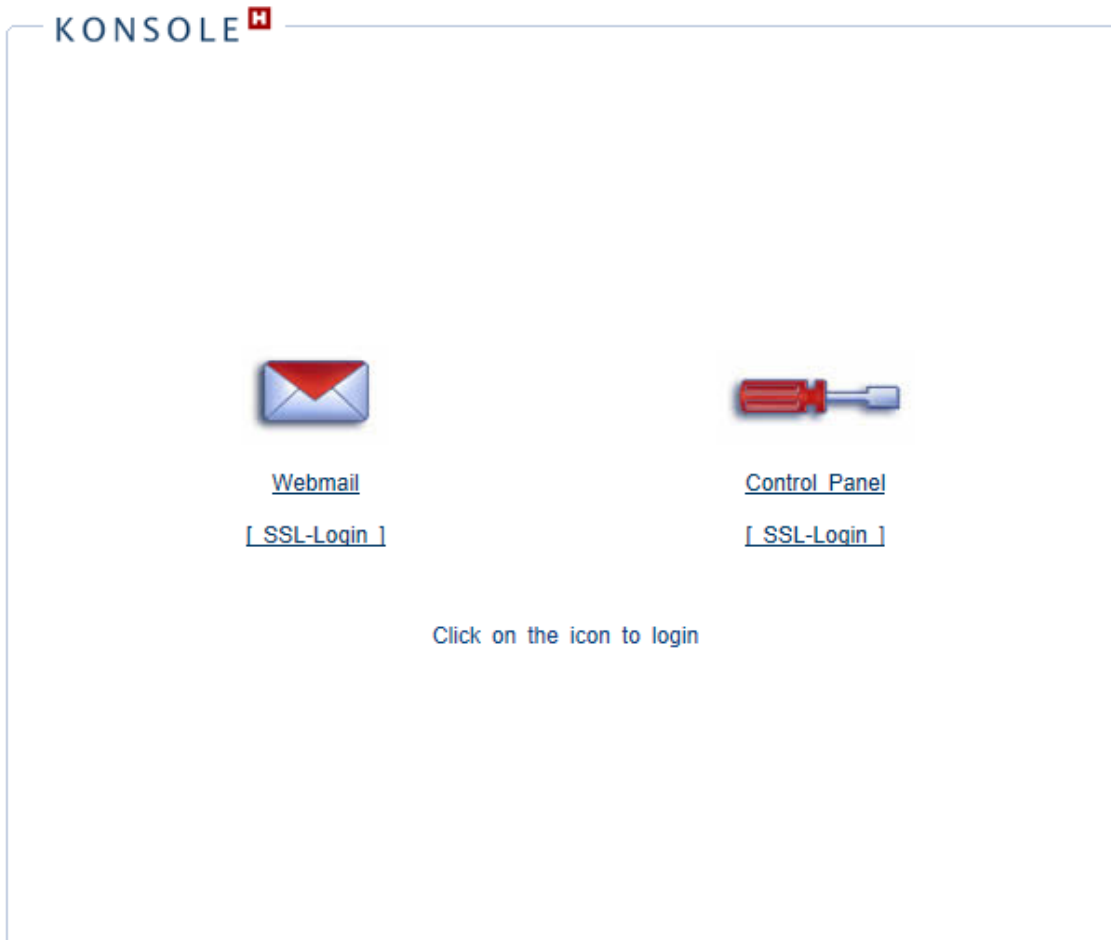 KONSOLE H
Webmail
Control Panel
[ SSL-Login ]
[ SSL-Login ]
Click on the icon to login